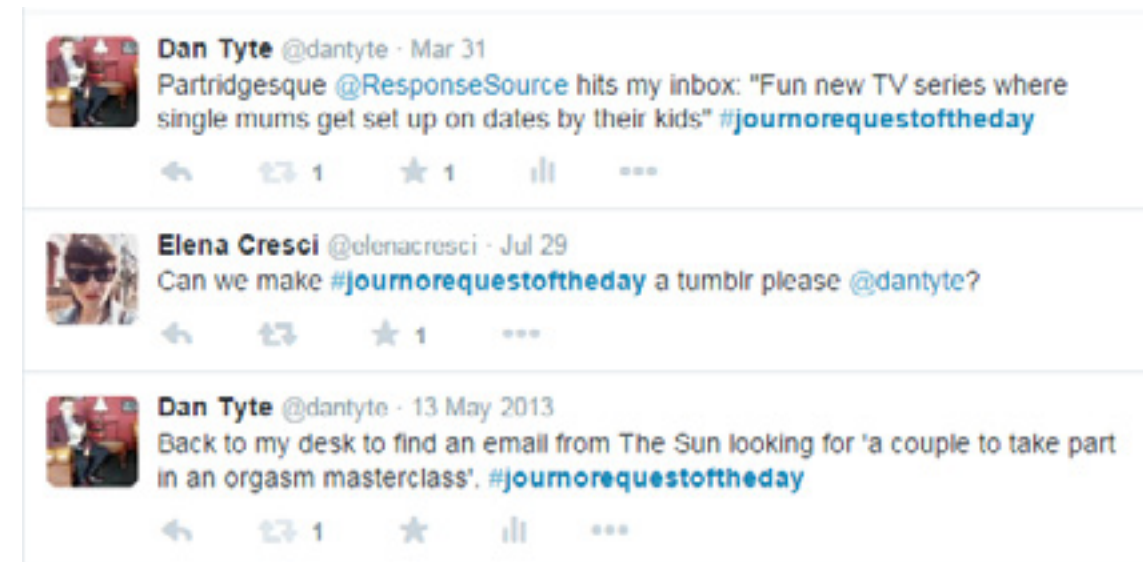 Dan Tyte @dantyte · Mar 31
Partridgesque @ResponseSource hits my inbox: "Fun new TV series where
single mums get set up on dates by their kids" #journorequestoftheday
1 1
Elena Cresci @elenacresci · Jul 29
Can we make #journorequestoftheday a tumblr please @dantyte?
1
Dan Tyte @dantyte · 13 May 2013
Back to my desk to find an email from The Sun looking for 'a couple to take part
in an orgasm masterclass'. #journorequestoftheday
1